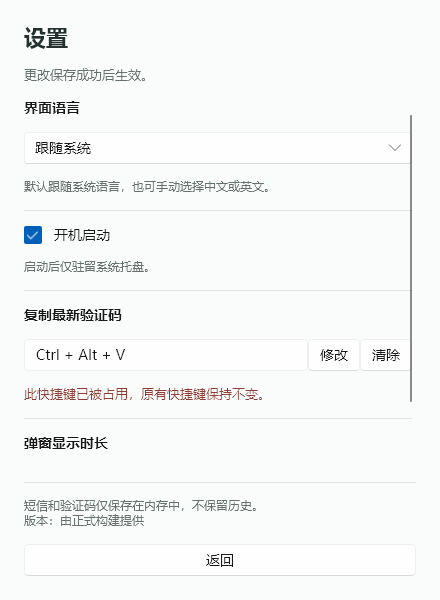 设置
更改保存成功后生效。
界面语言
跟随系统
默认跟随系统语言，也可手动选择中文或英文。
开机启动
启动后仅驻留系统托盘。
复制最新验证码
Ctrl + Alt + V 修改 清除
此快捷键已被占用，原有快捷键保持不变。
弹窗显示时长
短信和验证码仅保存在内存中，不保留历史。
版本：由正式构建提供
返回